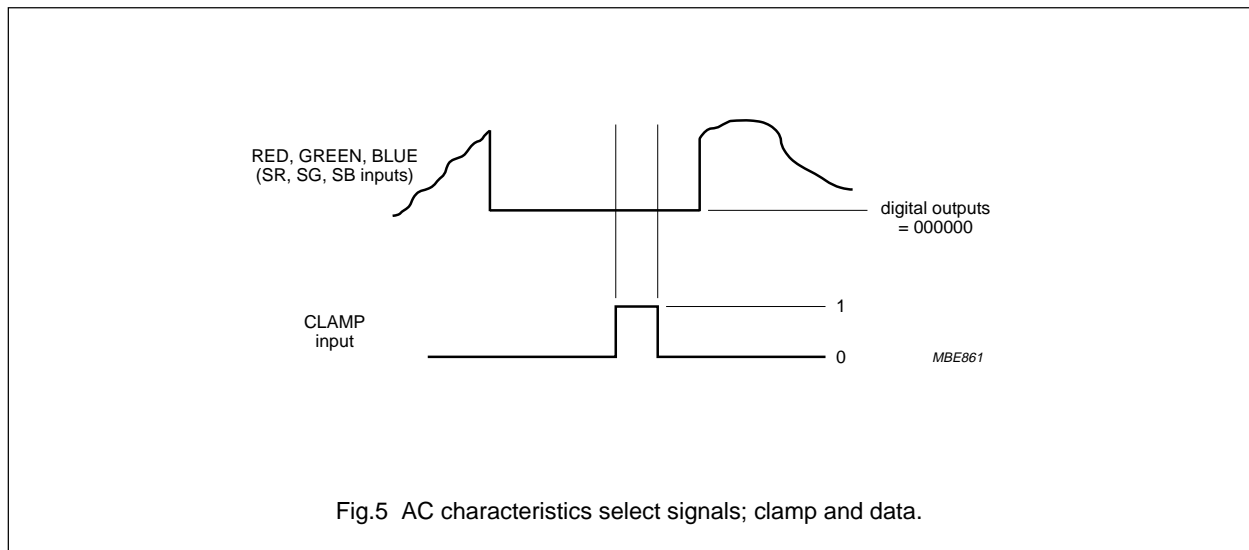 RED, GREEN, BLUE
(SR, SG, SB inputs)
digital outputs
= 000000
1
CLAMP
input
0
MBE861
Fig.5 AC characteristics select signals; clamp and data.